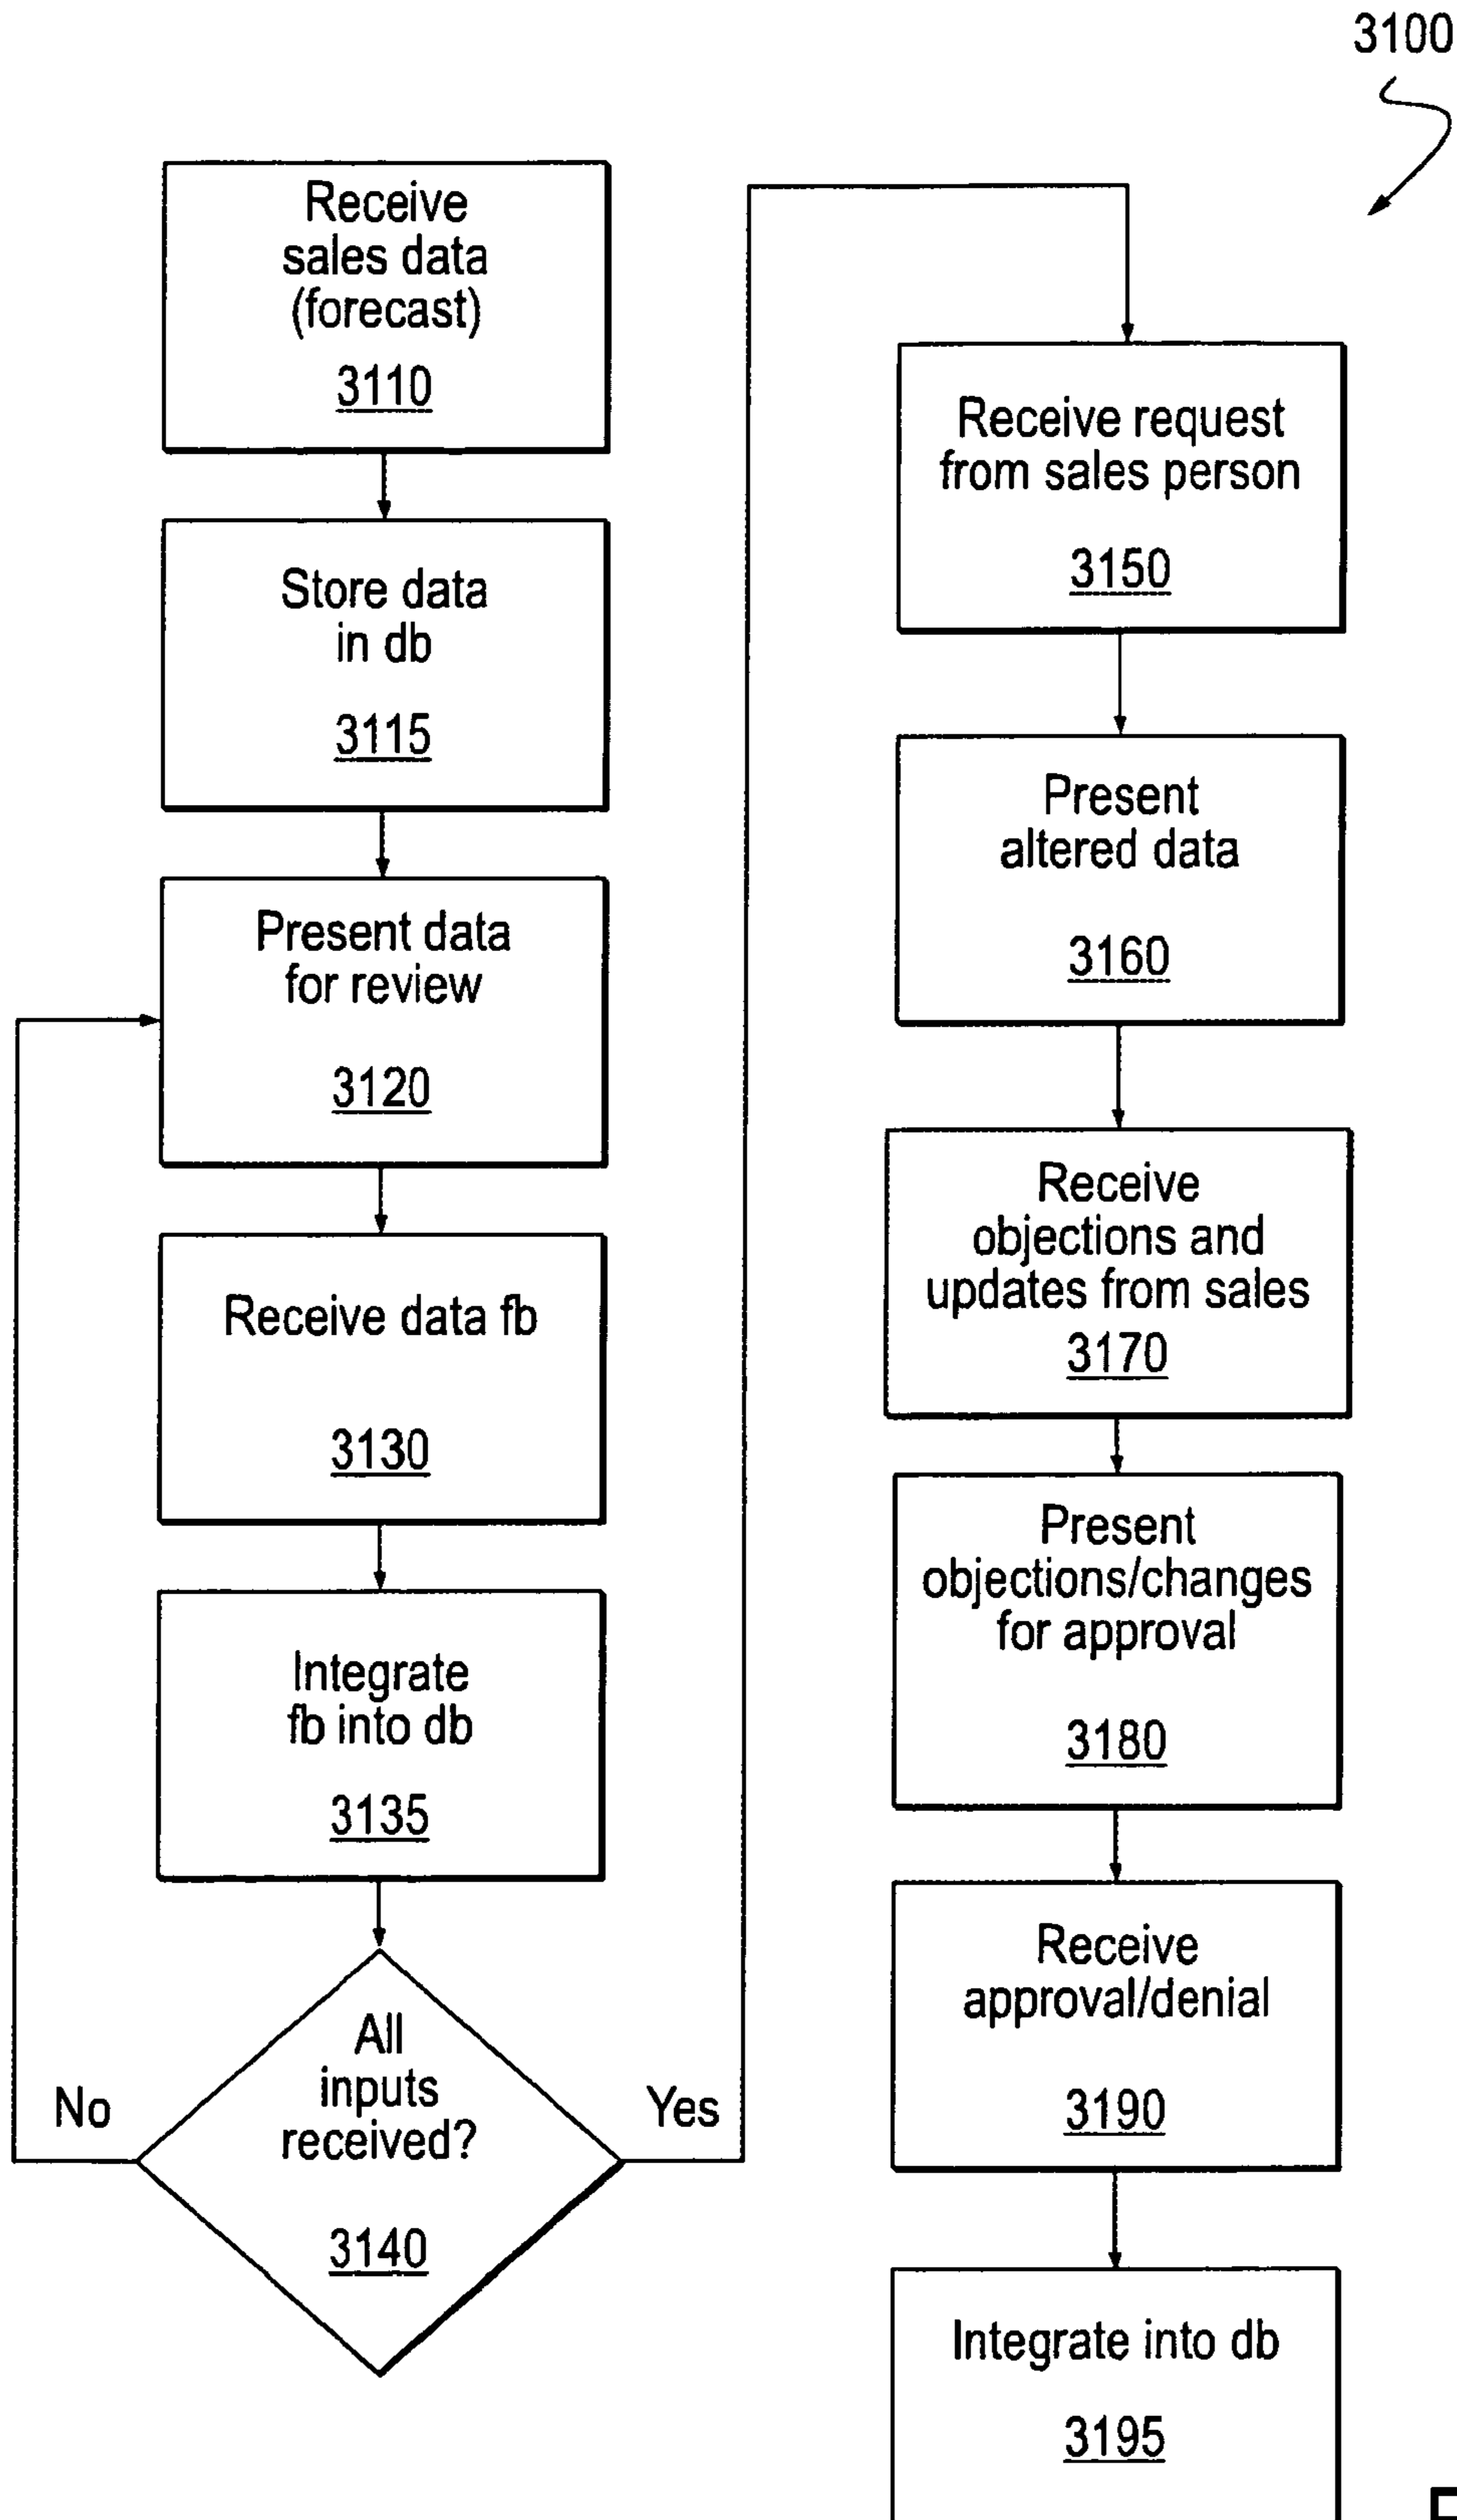 3100
Receive
sales data
(forecast)
3110
Store data
in db
3115
Present data
for review
3120
Receive data fb
3130
Integrate
fb into db
3135
All
inputs
received?
3140
No
Yes
Receive request
from sales person
3150
Present
altered data
3160
Receive
objections and
updates from sales
3170
Present
objections/changes
for approval
3180
Receive
approval/denial
3190
Integrate into db
3195